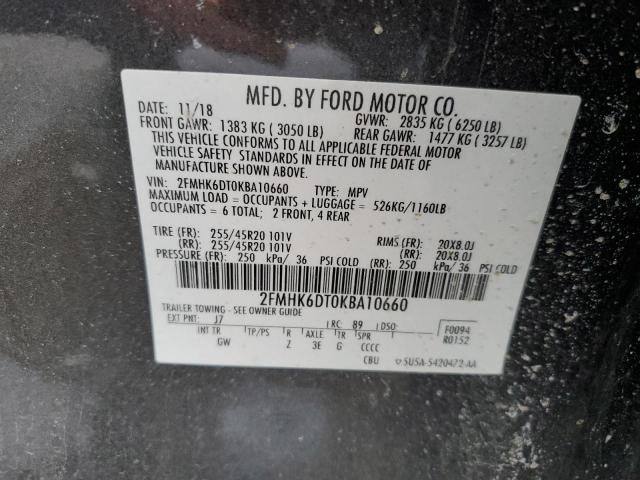 MFD. BY FORD MOTOR CO.
DATE: 11/18 GVWR: 2835 KG ( 6250 LB)
FRONT GAWR: 1383 KG ( 3050 LB) REAR GAWR: 1477 KG ( 3257 LB)
THIS VEHICLE CONFORMS TO ALL APPLICABLE FEDERAL MOTOR
VEHICLE SAFETY STANDARDS IN EFFECT ON THE DATE OF
MANUFACTURE SHOWN ABOVE.
VIN: 2FMHK6DT0KBA10660 TYPE: MPV
MAXIMUM LOAD = OCCUPANTS + LUGGAGE = 526KG/1160LB
OCCUPANTS = 6 TOTAL; 2 FRONT, 4 REAR
TIRE (FR): 255/45R20 101V RIMS (FR): 20X8.0J
(RR): 255/45R20 101V (RR): 20X8.0J
PRESSURE (FR): 250 kPa/ 36 PSI COLD (RR): 250 kPa/ 36 PSI COLD
2FMHK6DT0KBA10660
TRAILER TOWING - SEE OWNER GUIDE
EXT PNT: J7 RC: 89 DSO: F0094
INT TR TP/PS R AXLE TR SPR R0152
GW Z 3E G CCCC
CBU 5U5A-5420472-AA